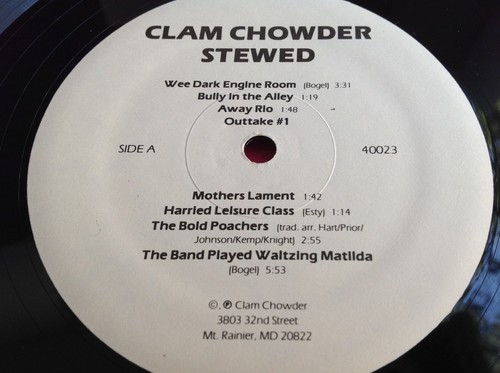 CLAM CHOWDER
STEWED
Wee Dark Engine Room (Bogel) 3:31
Bully in the Alley 1:19
Away Rio 1:48
Outtake #1
SIDE A 40023
Mothers Lament 1:42
Harried Leisure Class (Esty) 1:14
The Bold Poachers (trad. arr. Hart/Prior/
Johnson/Kemp/Knight) 2:55
The Band Played Waltzing Matilda
(Bogel) 5:53
©, ℗ Clam Chowder
3803 32nd Street
Mt. Rainier, MD 20822